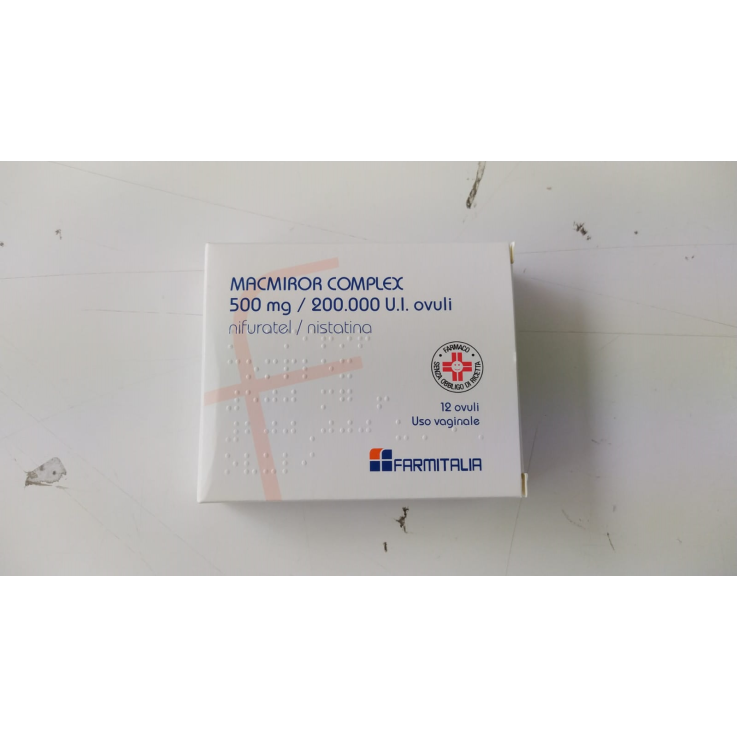 MACMIROR COMPLEX
500 mg / 200.000 U.I. ovuli
nifuratel / nistatina
FARMACO
SENZA OBBLIGO DI RICETTA
12 ovuli
Uso vaginale
FARMITALIA